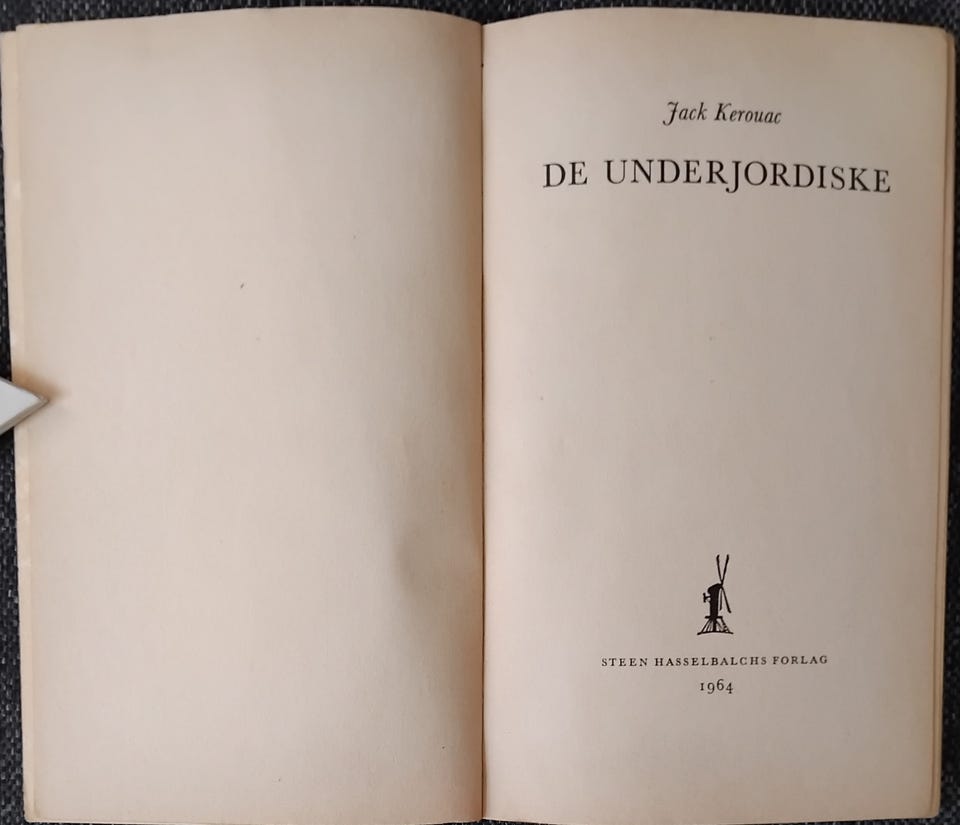 Jack Kerouac
DE UNDERJORDISKE
STEEN HASSELBALCHS FORLAG
1964